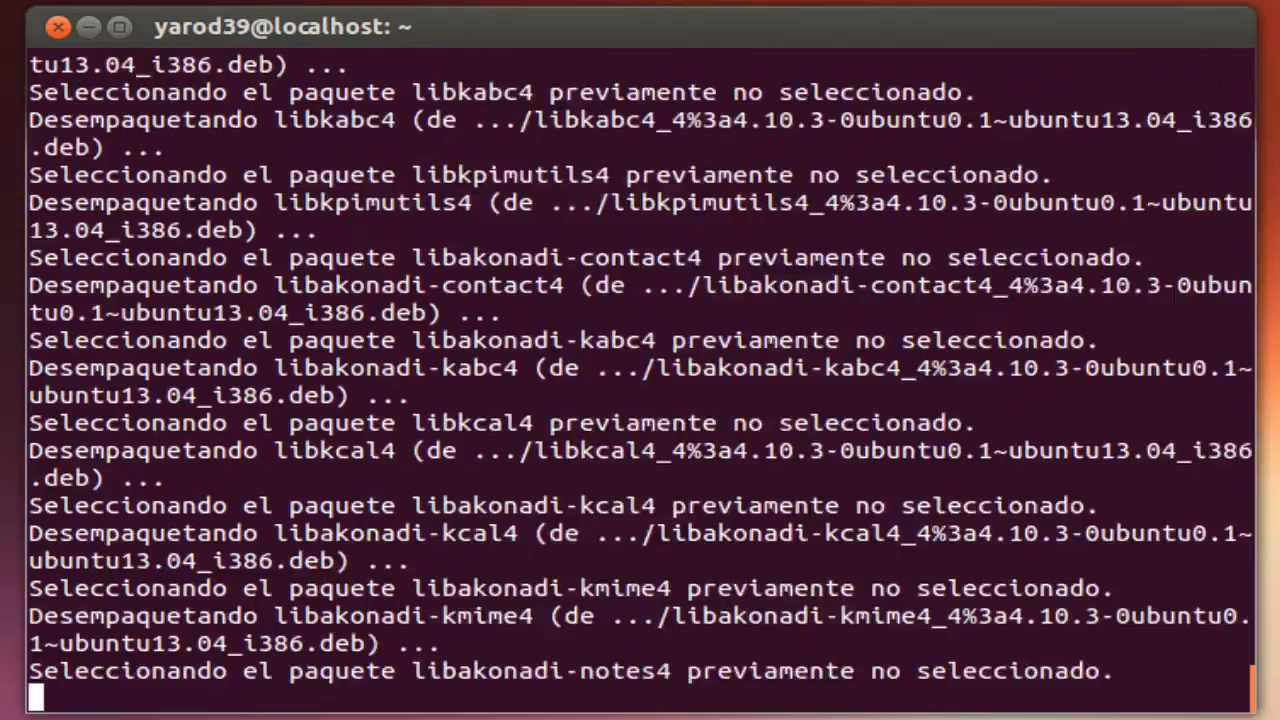 yarod39@localhost: ~
tu13.04_i386.deb) ...
Seleccionando el paquete libkabc4 previamente no seleccionado.
Desempaquetando libkabc4 (de .../libkabc4_4%3a4.10.3-0ubuntu0.1~ubuntu13.04_i386
.deb) ...
Seleccionando el paquete libkpimutils4 previamente no seleccionado.
Desempaquetando libkpimutils4 (de .../libkpimutils4_4%3a4.10.3-0ubuntu0.1~ubuntu
13.04_i386.deb) ...
Seleccionando el paquete libakonadi-contact4 previamente no seleccionado.
Desempaquetando libakonadi-contact4 (de .../libakonadi-contact4_4%3a4.10.3-0ubun
tu0.1~ubuntu13.04_i386.deb) ...
Seleccionando el paquete libakonadi-kabc4 previamente no seleccionado.
Desempaquetando libakonadi-kabc4 (de .../libakonadi-kabc4_4%3a4.10.3-0ubuntu0.1~
ubuntu13.04_i386.deb) ...
Seleccionando el paquete libkcal4 previamente no seleccionado.
Desempaquetando libkcal4 (de .../libkcal4_4%3a4.10.3-0ubuntu0.1~ubuntu13.04_i386
.deb) ...
Seleccionando el paquete libakonadi-kcal4 previamente no seleccionado.
Desempaquetando libakonadi-kcal4 (de .../libakonadi-kcal4_4%3a4.10.3-0ubuntu0.1~
ubuntu13.04_i386.deb) ...
Seleccionando el paquete libakonadi-kmime4 previamente no seleccionado.
Desempaquetando libakonadi-kmime4 (de .../libakonadi-kmime4_4%3a4.10.3-0ubuntu0.
1~ubuntu13.04_i386.deb) ...
Seleccionando el paquete libakonadi-notes4 previamente no seleccionado.